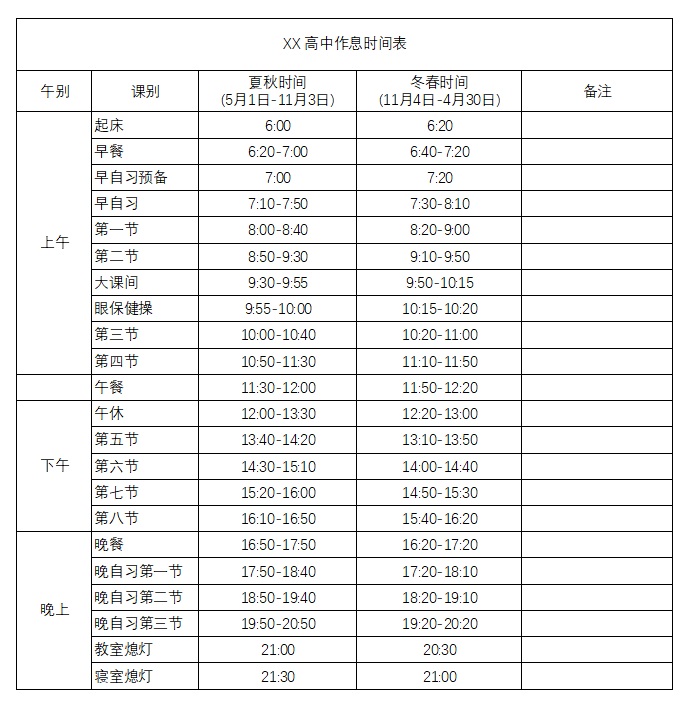 XX 高中作息时间表
午别 课别 夏秋时间 (5月1日-11月3日) 冬春时间 (11月4日-4月30日) 备注
上午
起床 6:00 6:20
早餐 6:20-7:00 6:40-7:20
早自习预备 7:00 7:20
早自习 7:10-7:50 7:30-8:10
第一节 8:00-8:40 8:20-9:00
第二节 8:50-9:30 9:10-9:50
大课间 9:30-9:55 9:50-10:15
眼保健操 9:55-10:00 10:15-10:20
第三节 10:00-10:40 10:20-11:00
第四节 10:50-11:30 11:10-11:50
午餐 11:30-12:00 11:50-12:20
下午
午休 12:00-13:30 12:20-13:00
第五节 13:40-14:20 13:10-13:50
第六节 14:30-15:10 14:00-14:40
第七节 15:20-16:00 14:50-15:30
第八节 16:10-16:50 15:40-16:20
晚上
晚餐 16:50-17:50 16:20-17:20
晚自习第一节 17:50-18:40 17:20-18:10
晚自习第二节 18:50-19:40 18:20-19:10
晚自习第三节 19:50-20:50 19:20-20:20
教室熄灯 21:00 20:30
寝室熄灯 21:30 21:00